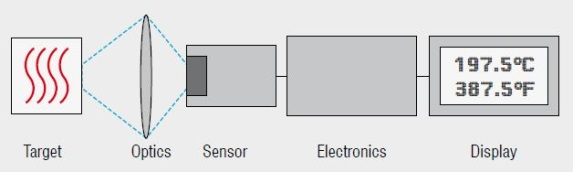 197.5°C
387.5°F
Target Optics Sensor Electronics Display